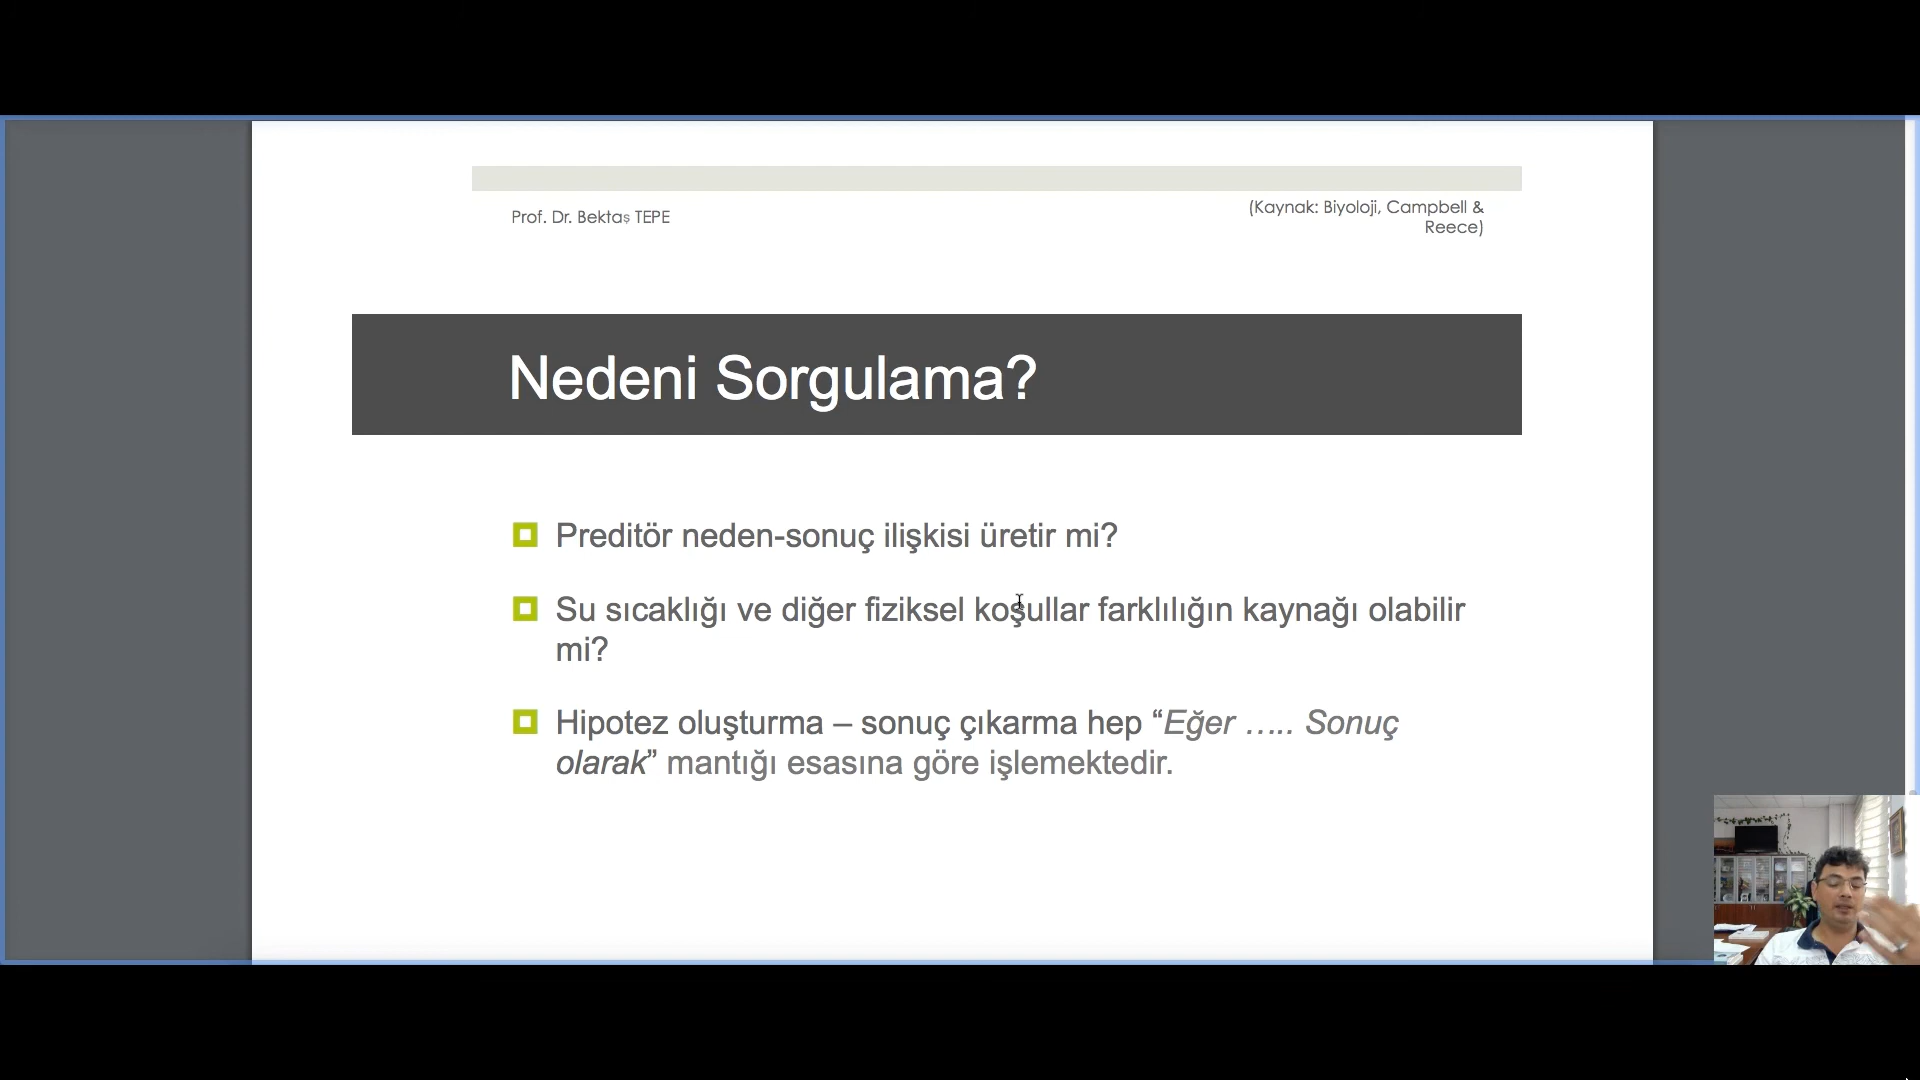 Prof. Dr. Bektaş TEPE
(Kaynak: Biyoloji, Campbell &
Reece)
Nedeni Sorgulama?
Preditör neden-sonuç ilişkisi üretir mi?
Su sıcaklığı ve diğer fiziksel koşullar farklılığın kaynağı olabilir
mi?
Hipotez oluşturma – sonuç çıkarma hep “Eğer ….. Sonuç
olarak” mantığı esasına göre işlemektedir.